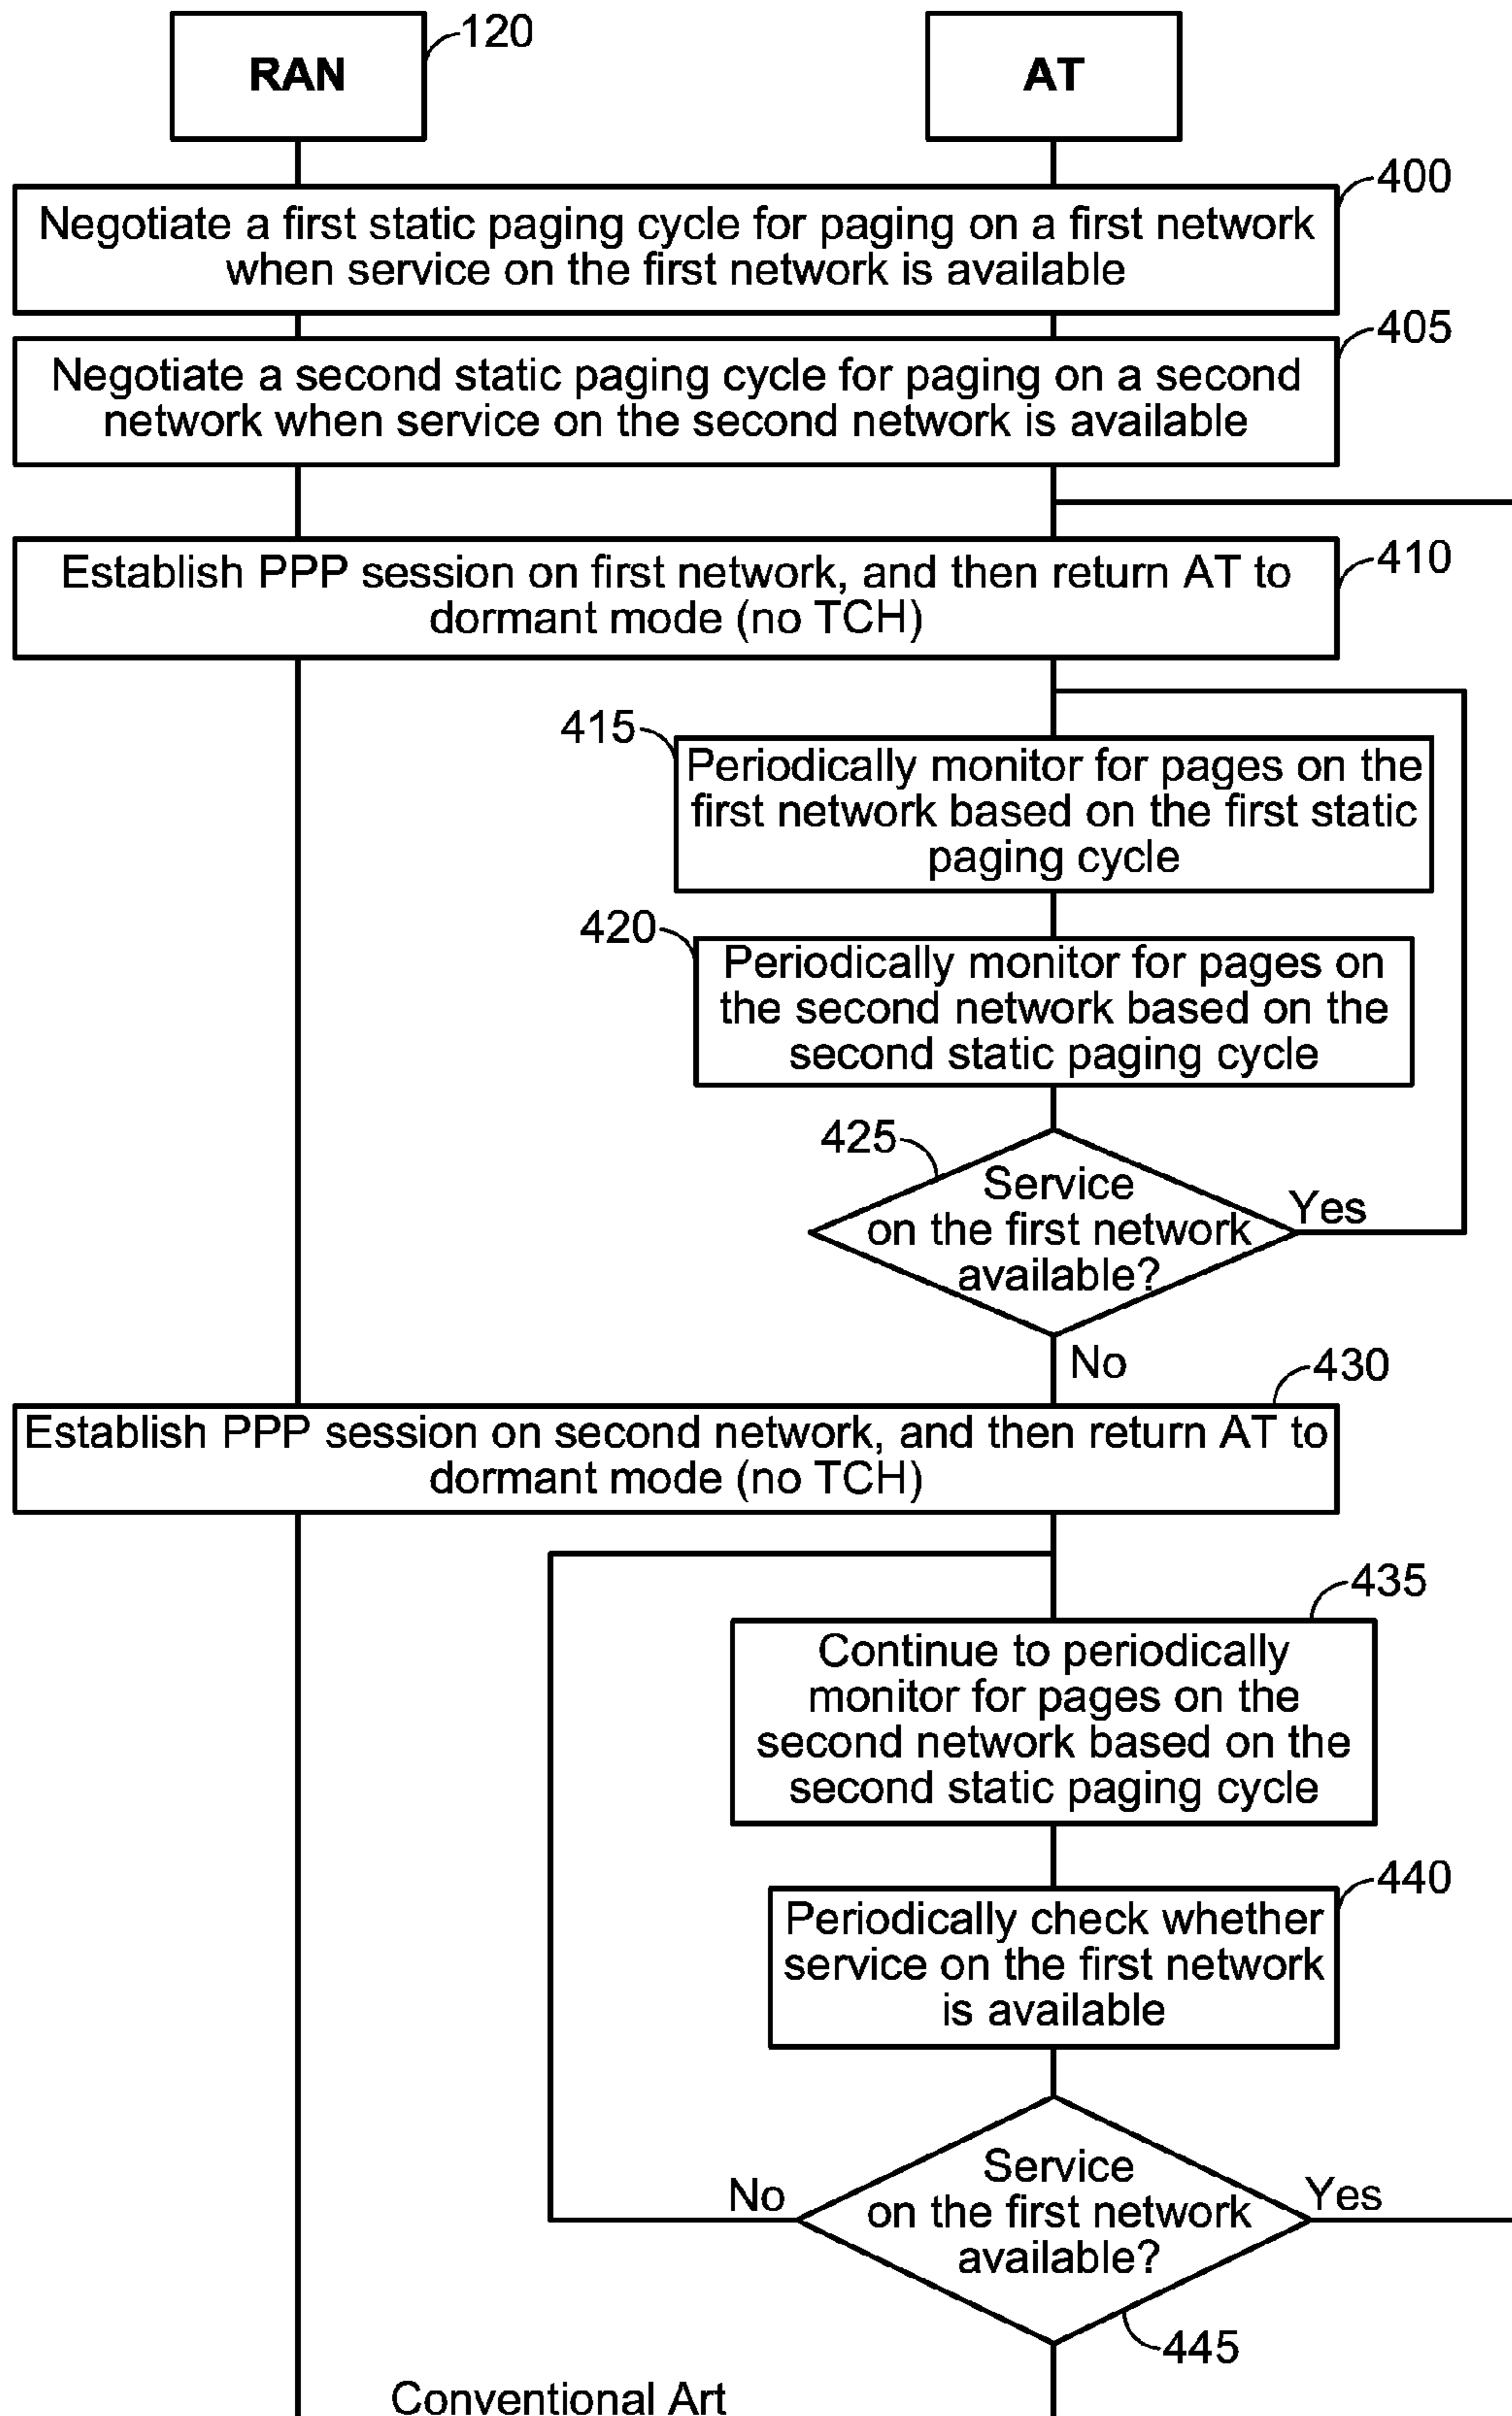 RAN
120
AT
400
Negotiate a first static paging cycle for paging on a first network
when service on the first network is available
405
Negotiate a second static paging cycle for paging on a second
network when service on the second network is available
410
Establish PPP session on first network, and then return AT to
dormant mode (no TCH)
415
Periodically monitor for pages on the
first network based on the first static
paging cycle
420
Periodically monitor for pages on
the second network based on the
second static paging cycle
425
Service
on the first network
available?
Yes
No
430
Establish PPP session on second network, and then return AT to
dormant mode (no TCH)
435
Continue to periodically
monitor for pages on the
second network based on the
second static paging cycle
440
Periodically check whether
service on the first network
is available
No
Service
on the first network
available?
Yes
445
Conventional Art